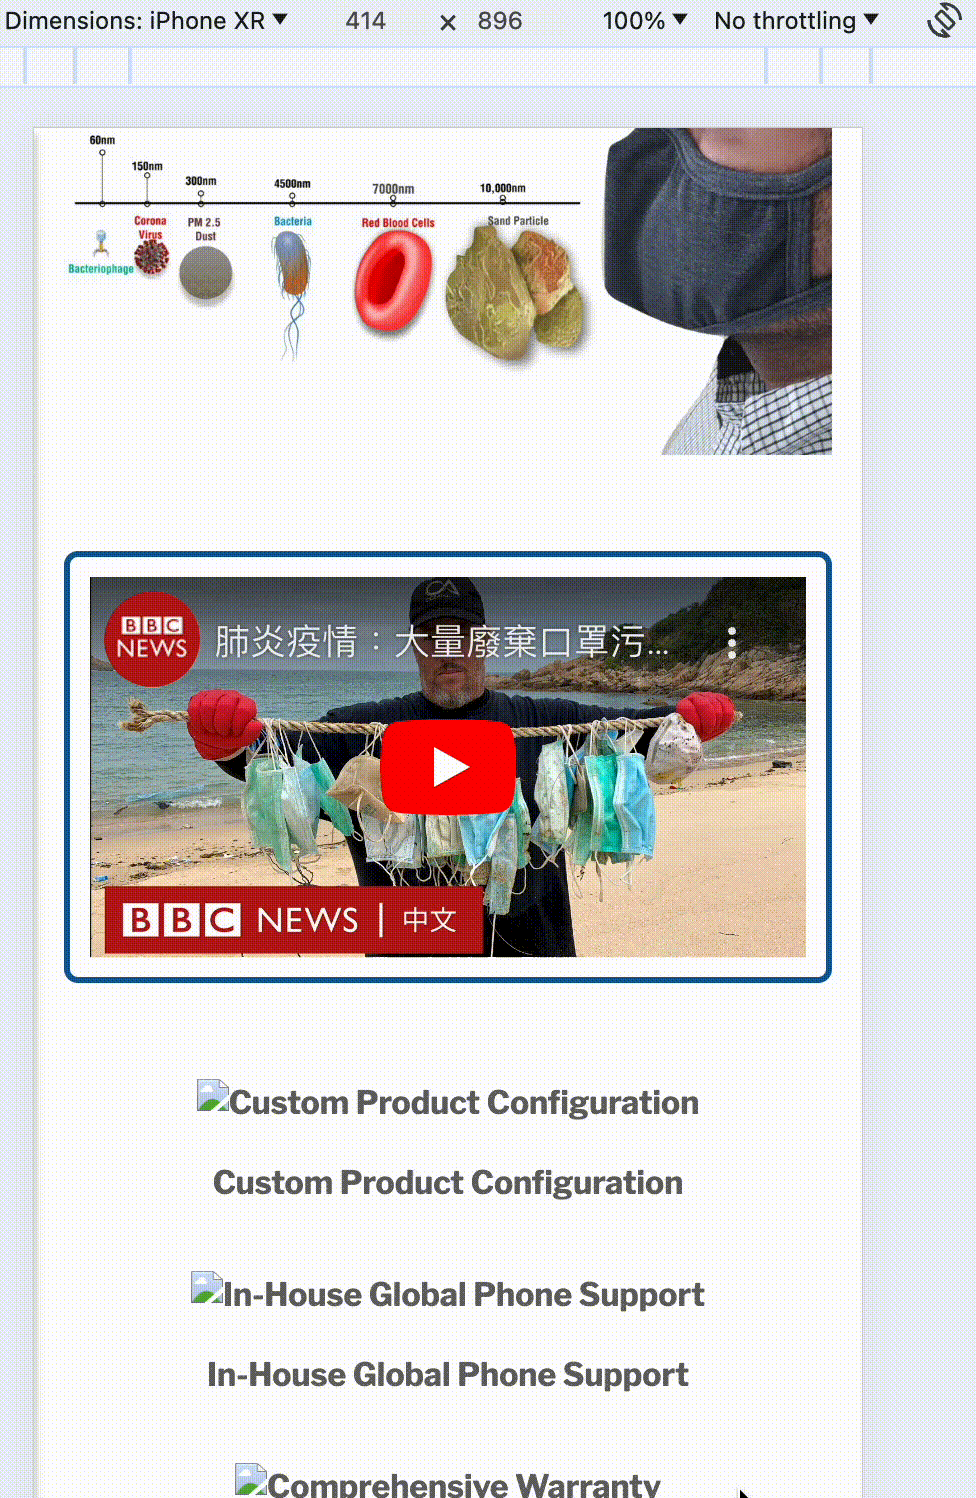 Dimensions: iPhone XR ▼ 414 × 896 100% ▼ No throttling ▼
60nm
150nm
300nm
4500nm
7000nm
10,000nm
Corona
Virus
PM 2.5
Dust
Bacteria
Red Blood Cells
Sand Particle
Bacteriophage
BBC
NEWS
肺炎疫情：大量廢棄口罩污...
BBC NEWS | 中文
Custom Product Configuration
Custom Product Configuration
In-House Global Phone Support
In-House Global Phone Support
Comprehensive Warranty